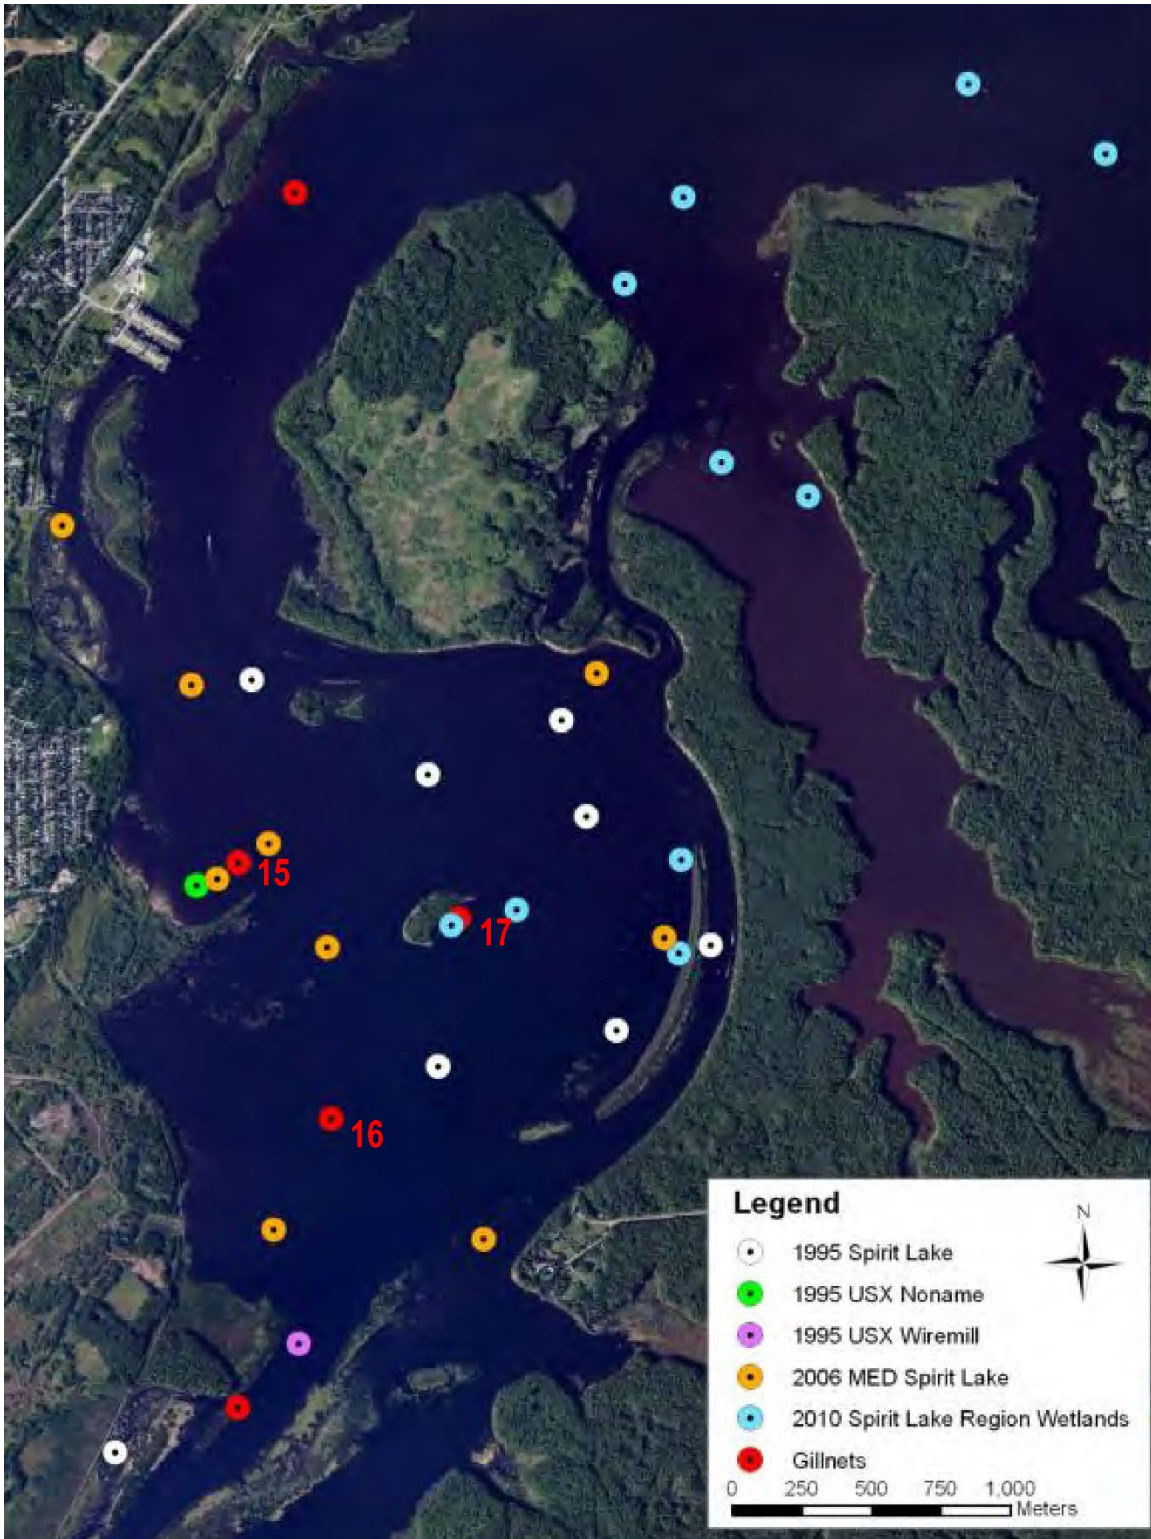 15
17
16
Legend
N
1995 Spirit Lake
1995 USX Noname
1995 USX Wiremill
2006 MED Spirit Lake
2010 Spirit Lake Region Wetlands
Gillnets
0 250 500 750 1,000
Meters